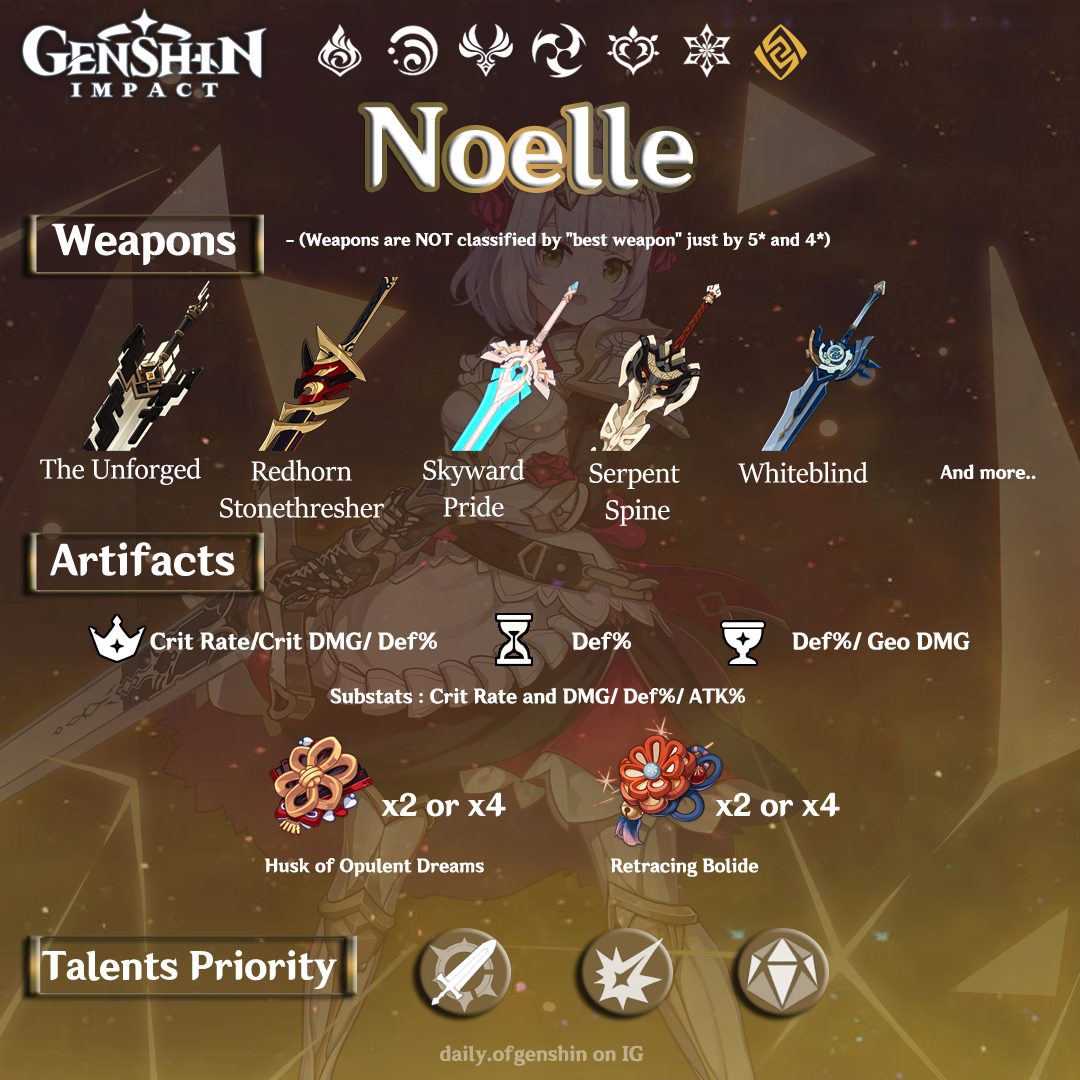 GENSHIN
IMPACT
Noelle
Weapons
- (Weapons are NOT classified by "best weapon" just by 5* and 4*)
The Unforged
Redhorn
Stonethresher
Skyward
Pride
Serpent
Spine
Whiteblind
And more..
Artifacts
Crit Rate/Crit DMG/ Def%
Def%
Def%/ Geo DMG
Substats : Crit Rate and DMG/ Def%/ ATK%
x2 or x4
x2 or x4
Husk of Opulent Dreams
Retracing Bolide
Talents Priority
daily.ofgenshin on IG